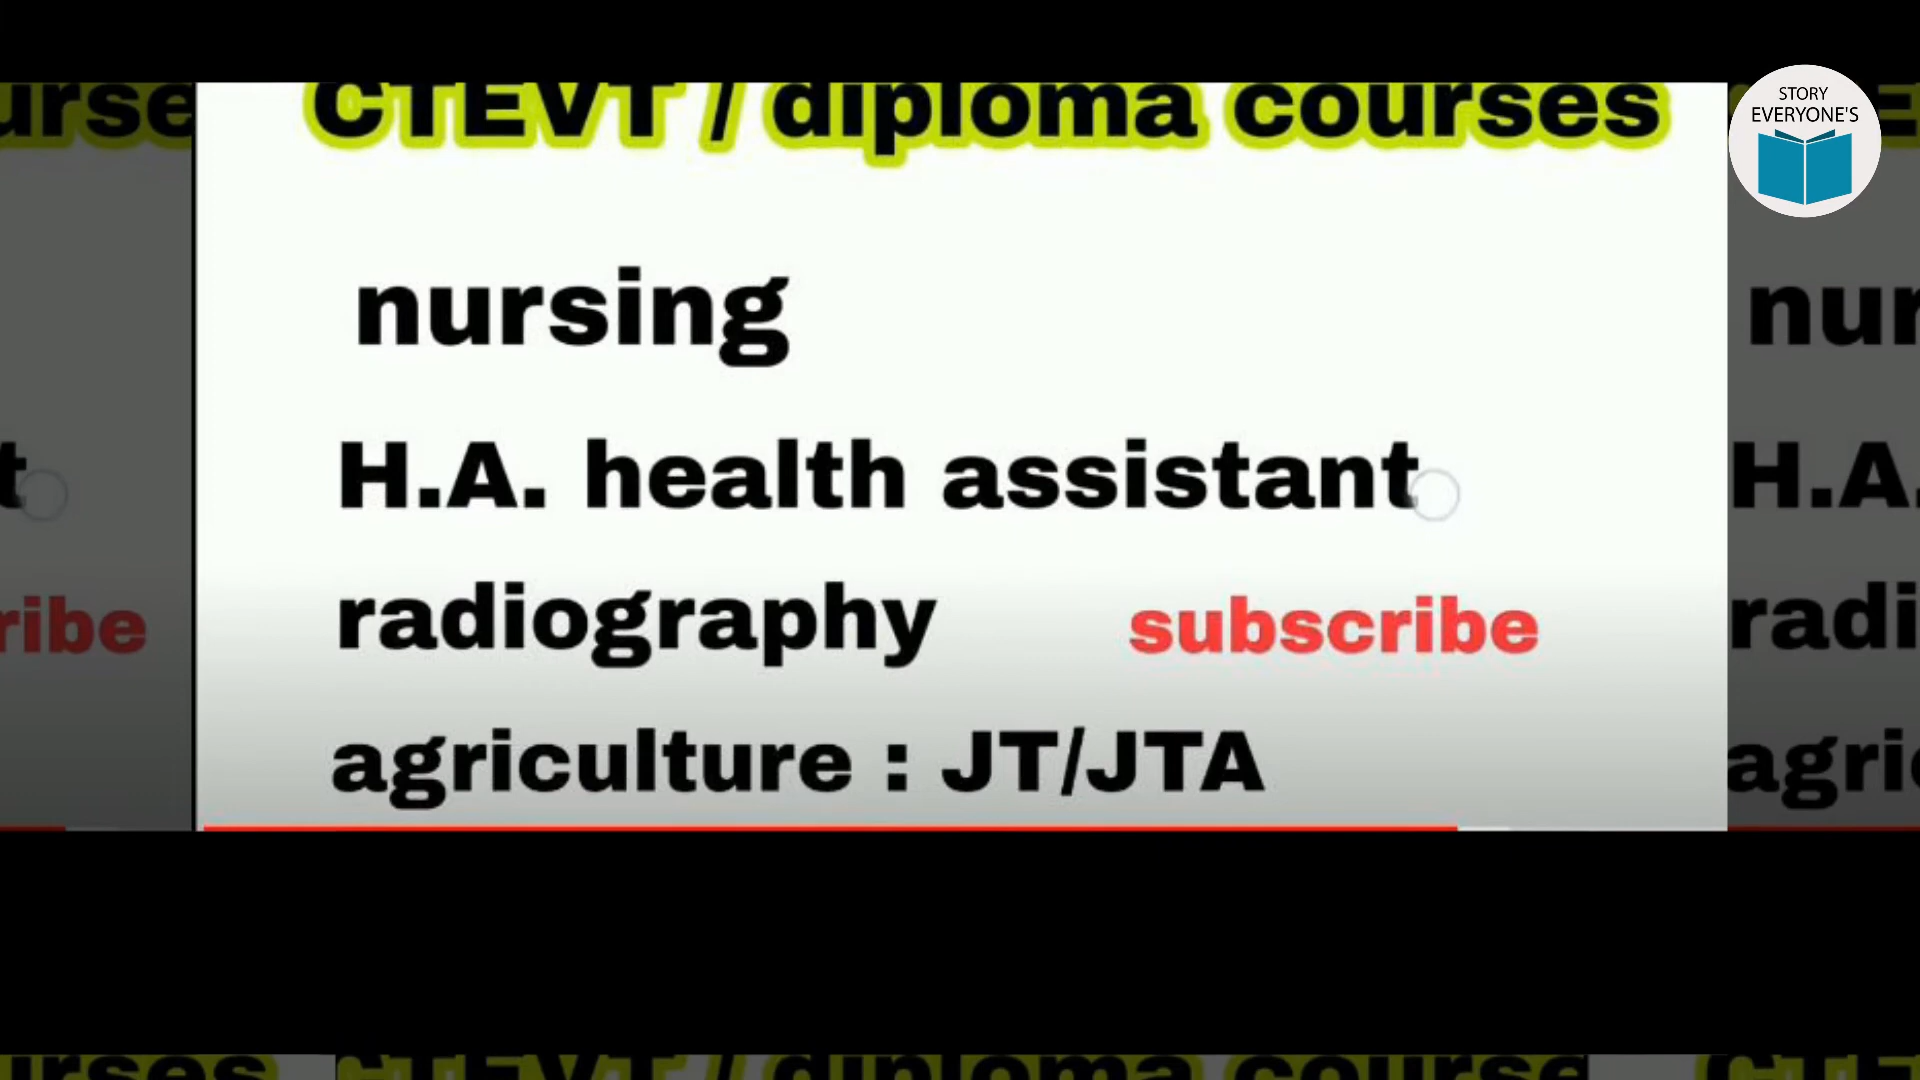 CTEVT / diploma courses
STORY
EVERYONE'S
nursing
H.A. health assistant
radiography
subscribe
agriculture : JT/JTA